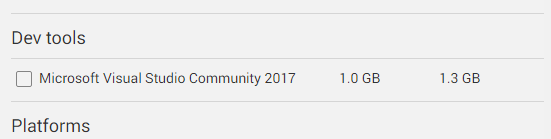 Dev tools
Microsoft Visual Studio Community 2017 1.0 GB 1.3 GB
Platforms